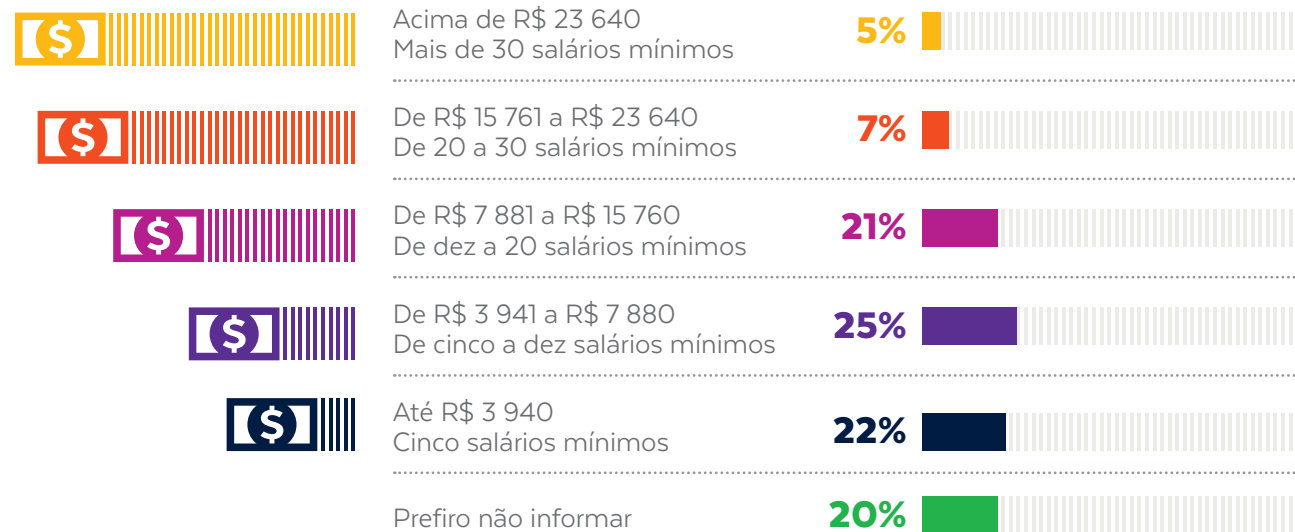 $
Acima de R$ 23 640
Mais de 30 salários mínimos
5%
$
De R$ 15 761 a R$ 23 640
De 20 a 30 salários mínimos
7%
$
De R$ 7 881 a R$ 15 760
De dez a 20 salários mínimos
21%
$
De R$ 3 941 a R$ 7 880
De cinco a dez salários mínimos
25%
$
Até R$ 3 940
Cinco salários mínimos
22%
Prefiro não informar
20%